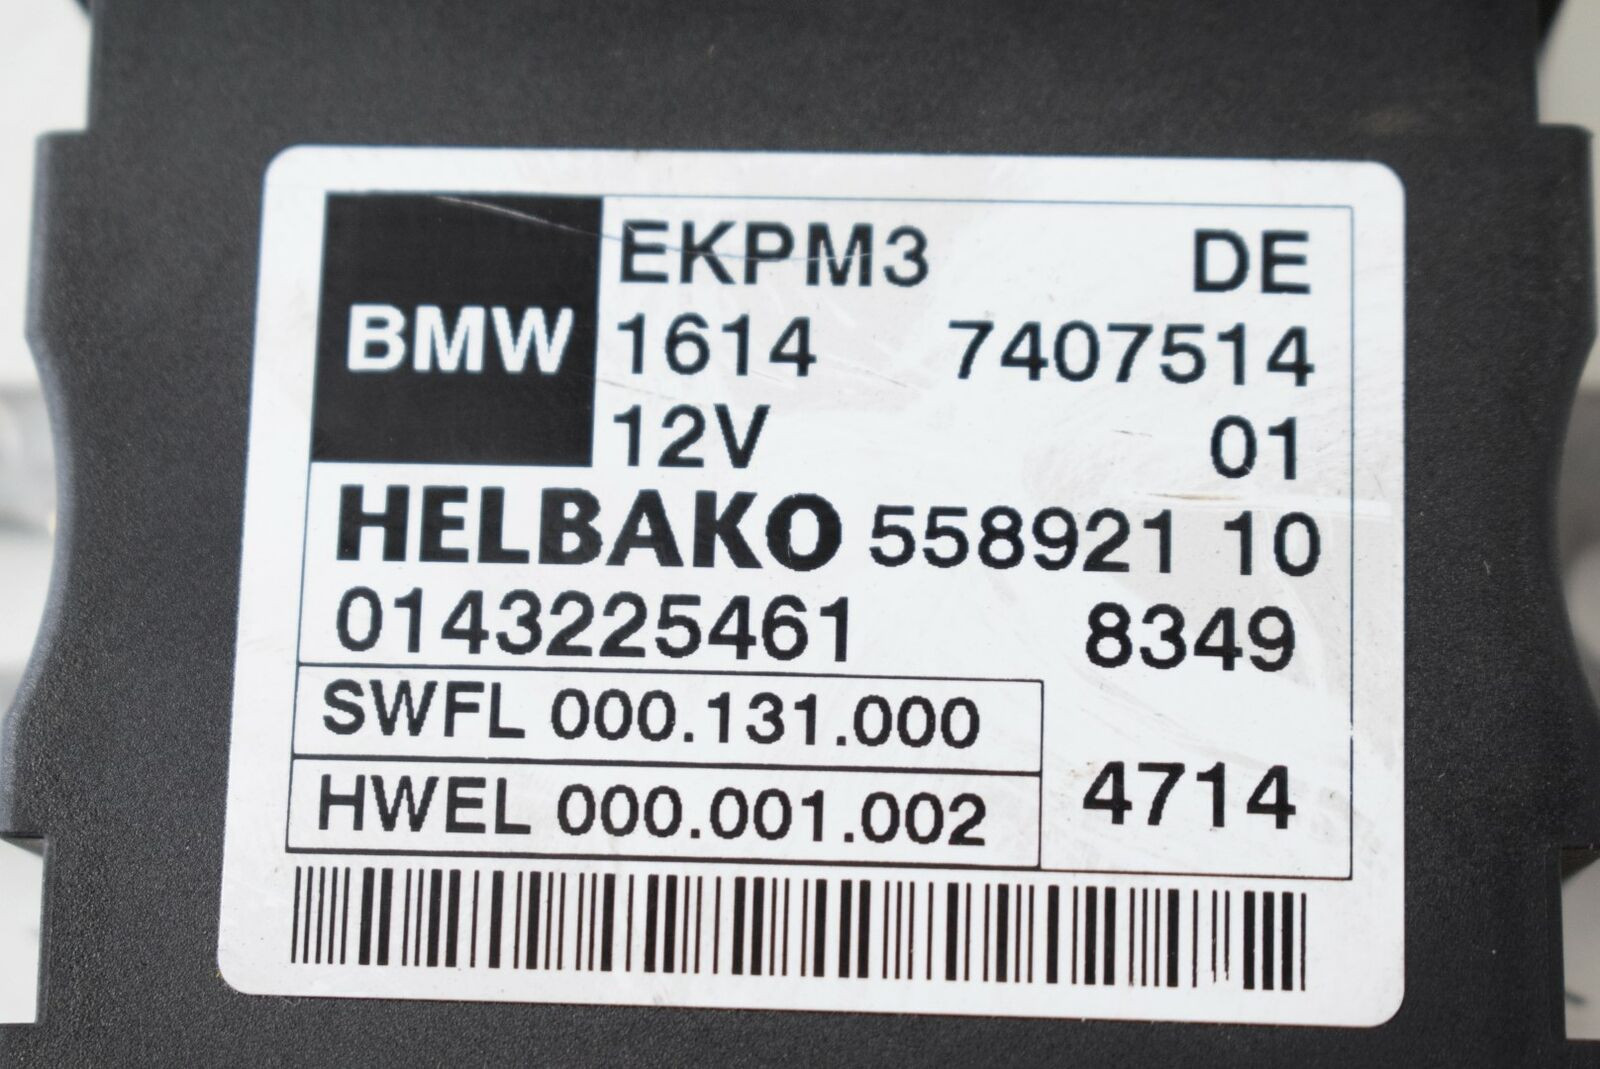 EKPM3 DE
BMW 1614 7407514
12V 01
HELBAKO 558921 10
0143225461 8349
SWFL 000.131.000
HWEL 000.001.002 4714